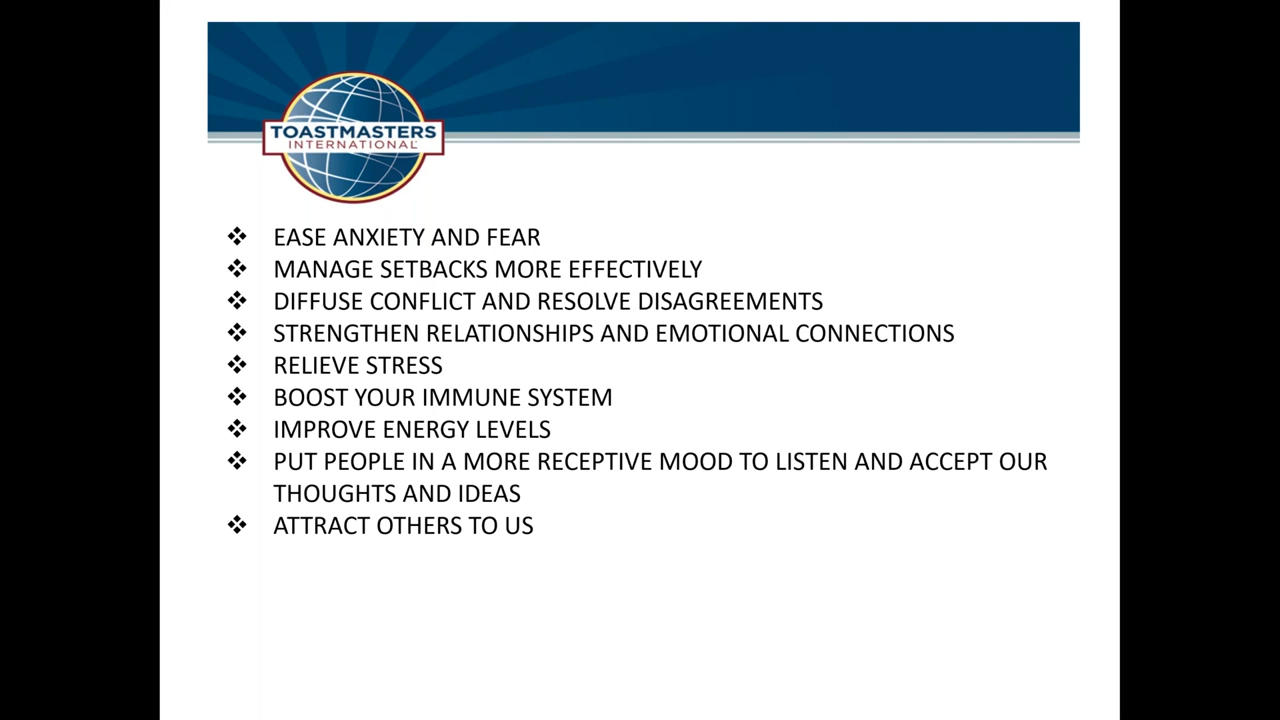 TOASTMASTERS
INTERNATIONAL
EASE ANXIETY AND FEAR
MANAGE SETBACKS MORE EFFECTIVELY
DIFFUSE CONFLICT AND RESOLVE DISAGREEMENTS
STRENGTHEN RELATIONSHIPS AND EMOTIONAL CONNECTIONS
RELIEVE STRESS
BOOST YOUR IMMUNE SYSTEM
IMPROVE ENERGY LEVELS
PUT PEOPLE IN A MORE RECEPTIVE MOOD TO LISTEN AND ACCEPT OUR
THOUGHTS AND IDEAS
ATTRACT OTHERS TO US